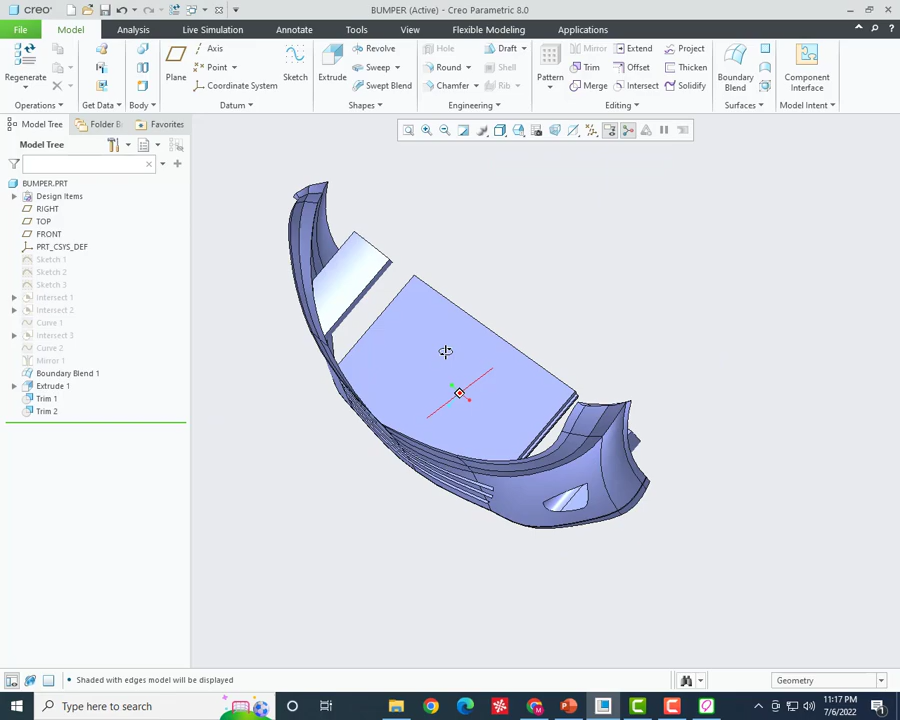 creo
BUMPER (Active) - Creo Parametric 8.0
File
Model
Analysis
Live Simulation
Annotate
Tools
View
Flexible Modeling
Applications
Regenerate
Operations
Get Data
Body
Plane
Axis
Point
Coordinate System
Sketch
Datum
Extrude
Revolve
Sweep
Swept Blend
Shapes
Hole
Round
Chamfer
Draft
Shell
Rib
Engineering
Pattern
Mirror
Trim
Merge
Extend
Offset
Intersect
Project
Thicken
Solidify
Editing
Boundary
Blend
Surfaces
Component
Interface
Model Intent
Model Tree
Folder B
Favorites
Model Tree
BUMPER.PRT
Design Items
RIGHT
TOP
FRONT
PRT_CSYS_DEF
Sketch 1
Sketch 2
Sketch 3
Intersect 1
Intersect 2
Curve 1
Intersect 3
Curve 2
Mirror 1
Boundary Blend 1
Extrude 1
Trim 1
Trim 2
• Shaded with edges model will be displayed
Geometry
Type here to search
11:17 PM
7/6/2022